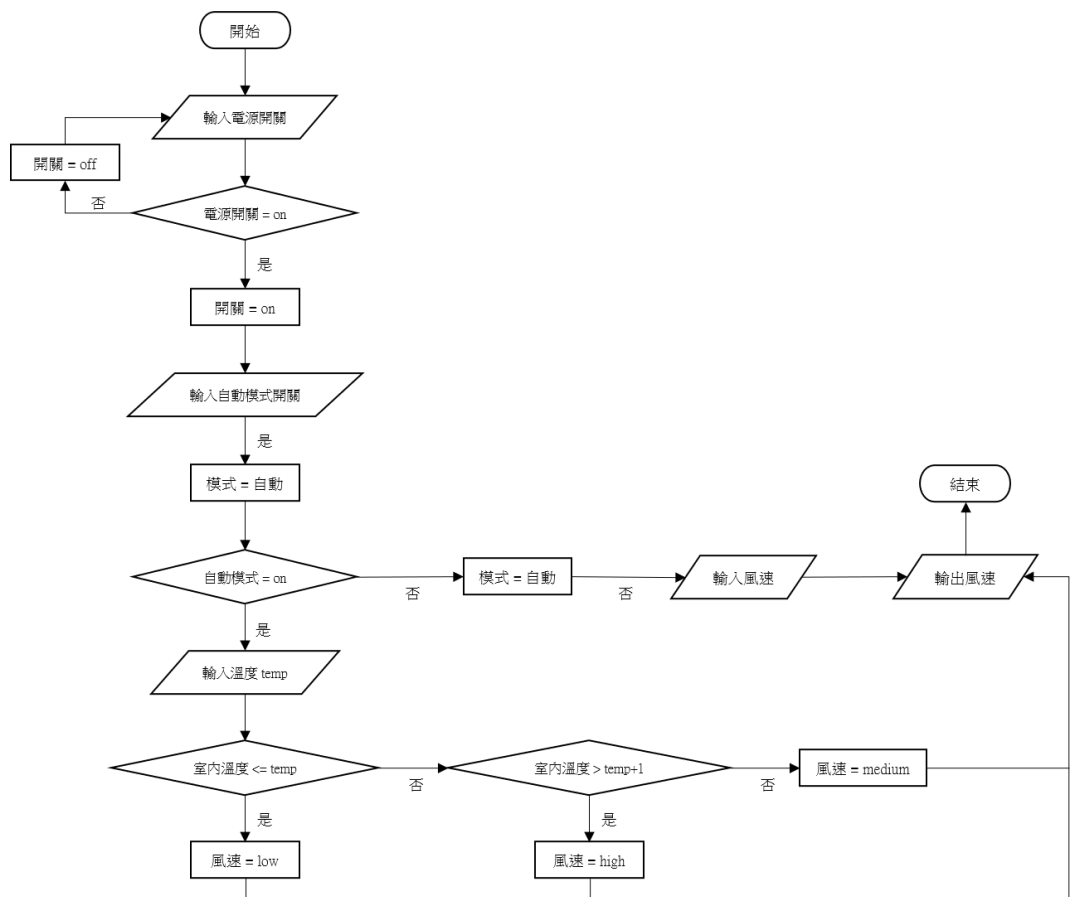 開始
輸入電源開關
開關 = off
否
電源開關 = on
是
開關 = on
輸入自動模式開關
是
模式 = 自動
結束
自動模式 = on
否
模式 = 自動
否
輸入風速
輸出風速
是
輸入溫度 temp
室內溫度 <= temp
否
室內溫度 > temp+1
否
風速 = medium
是
是
風速 = low
風速 = high